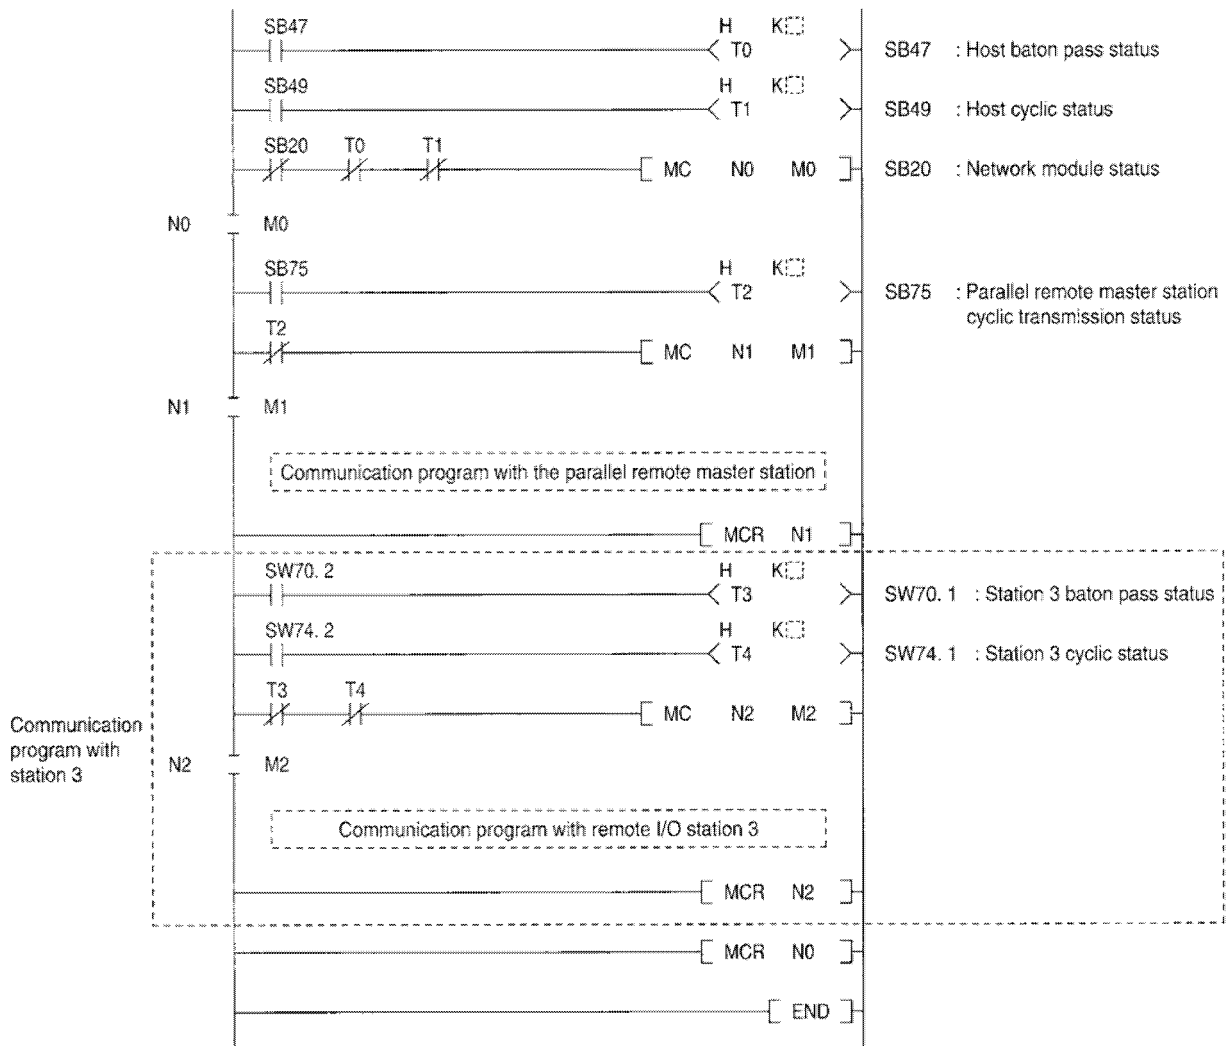 SB47
H K
T0
SB47 : Host baton pass status
SB49
H K
T1
SB49 : Host cyclic status
SB20 T0 T1
MC N0 M0
SB20 : Network module status
N0 M0
SB75
H K
T2
SB75 : Parallel remote master station
cyclic transmission status
T2
MC N1 M1
N1 M1
Communication program with the parallel remote master station
MCR N1
SW70. 2
H K
T3
SW70. 1 : Station 3 baton pass status
SW74. 2
H K
T4
SW74. 1 : Station 3 cyclic status
T3 T4
MC N2 M2
Communication
program with
station 3
N2 M2
Communication program with remote I/O station 3
MCR N2
MCR N0
END